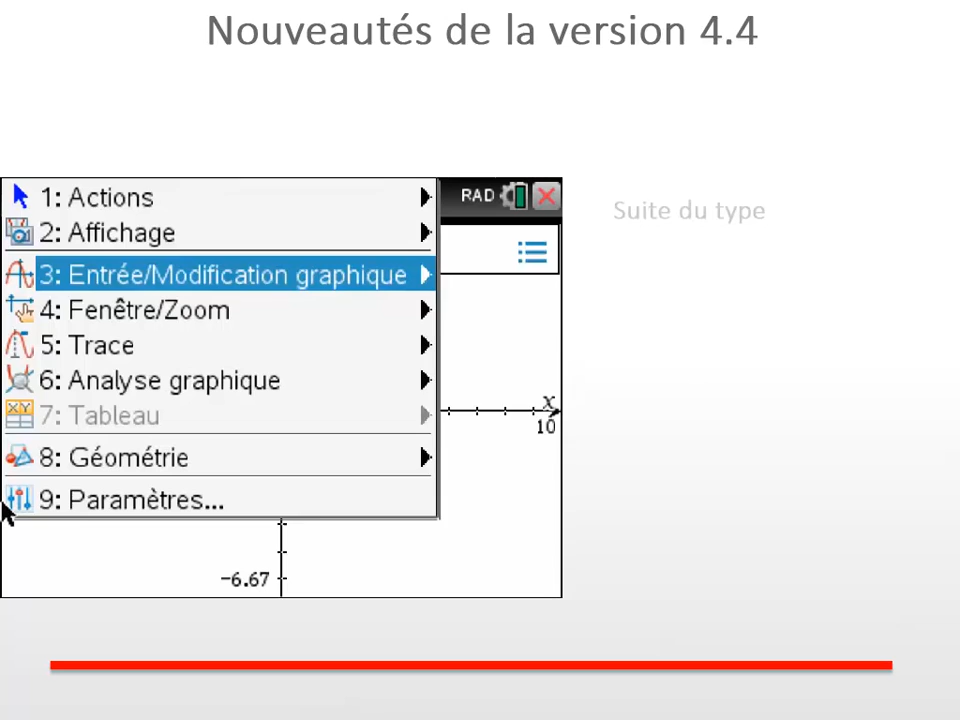 Nouveautés de la version 4.4
1: Actions
2: Affichage
3: Entrée/Modification graphique
4: Fenêtre/Zoom
5: Trace
6: Analyse graphique
7: Tableau
8: Géométrie
9: Paramètres...
RAD
x
10
-6.67
Suite du type